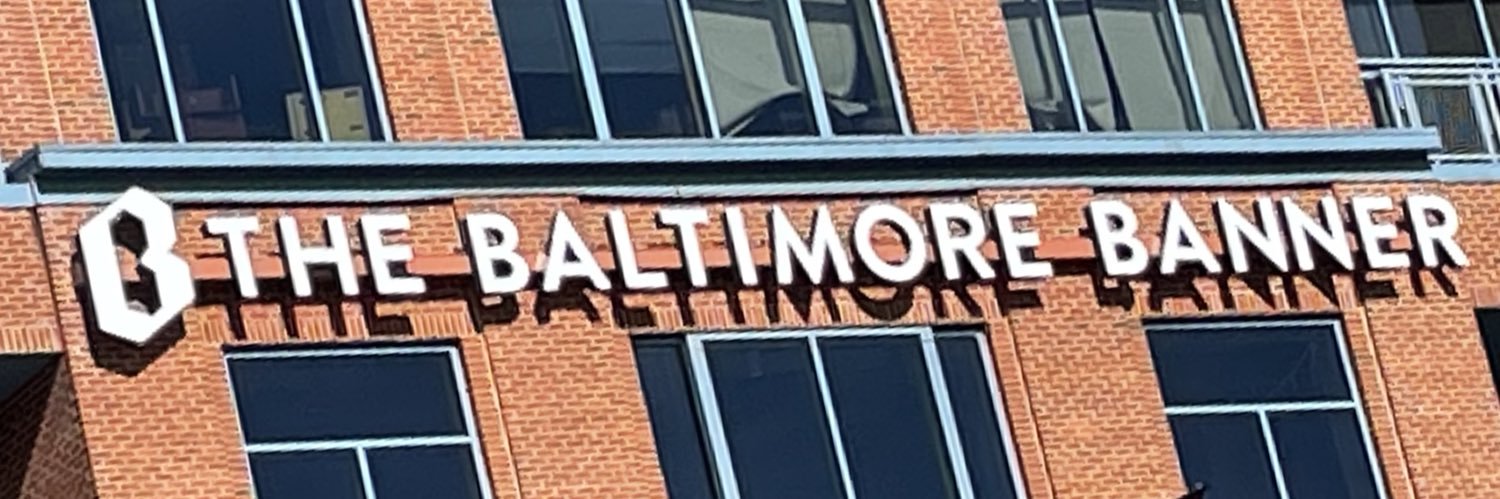 B THE BALTIMORE BANNER